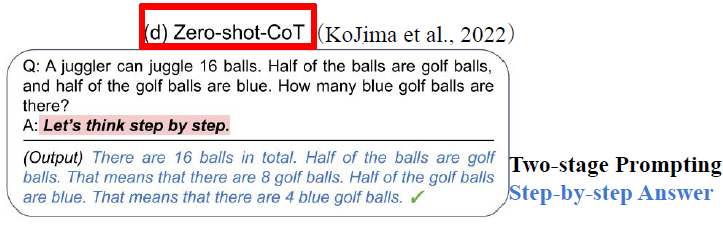 (d) Zero-shot-CoT (KoJima et al., 2022)
Q: A juggler can juggle 16 balls. Half of the balls are golf balls,
and half of the golf balls are blue. How many blue golf balls are
there?
A: Let's think step by step.
(Output) There are 16 balls in total. Half of the balls are golf
balls. That means that there are 8 golf balls. Half of the golf balls
are blue. That means that there are 4 blue golf balls. ✓
Two-stage Prompting
Step-by-step Answer